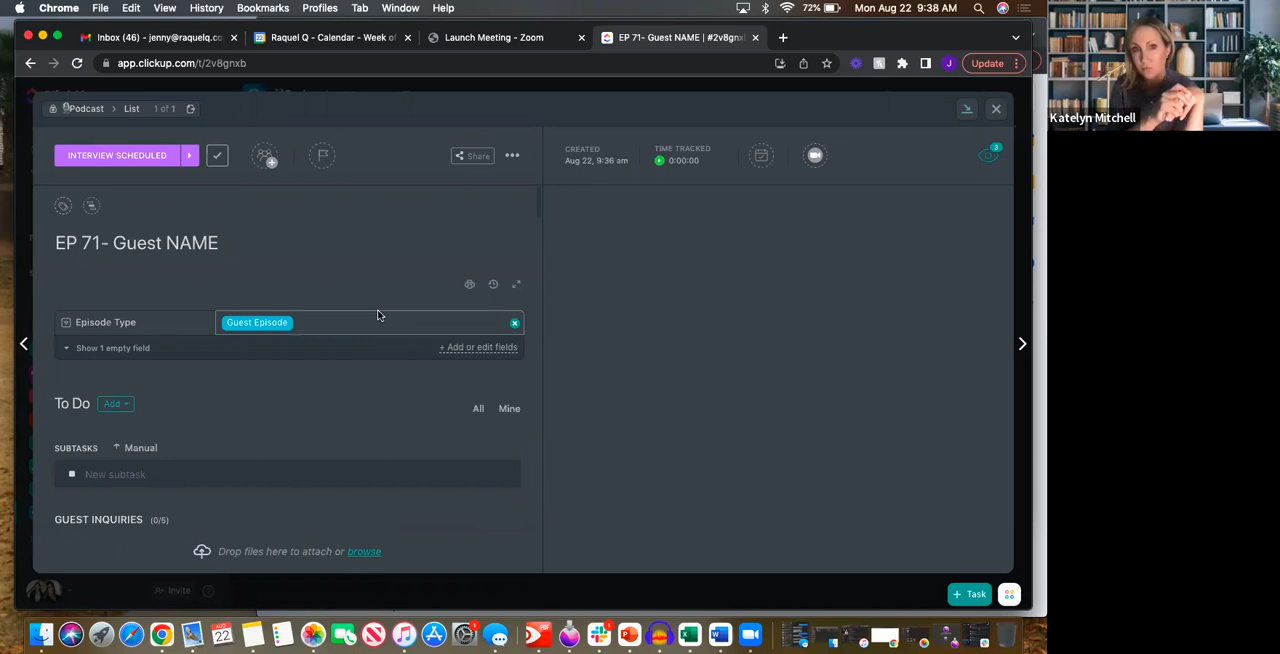 Chrome File Edit View History Bookmarks Profiles Tab Window Help 72% Mon Aug 22 9:38 AM
Inbox (46) - jenny@raquelq.co Raquel Q - Calendar - Week of Launch Meeting - Zoom EP 71- Guest NAME | #2v8gnx
app.clickup.com/t/2v8gnxb J Update
Podcast > List 1 of 1
INTERVIEW SCHEDULED Share
CREATED TIME TRACKED 3
Aug 22, 9:36 am 0:00:00
EP 71- Guest NAME
Episode Type Guest Episode
Show 1 empty field + Add or edit fields
To Do Add All Mine
SUBTASKS Manual
New subtask
GUEST INQUIRIES (0/5)
Drop files here to attach or browse
Invite
+ Task
Katelyn Mitchell
AUG
22
1
1
PDF